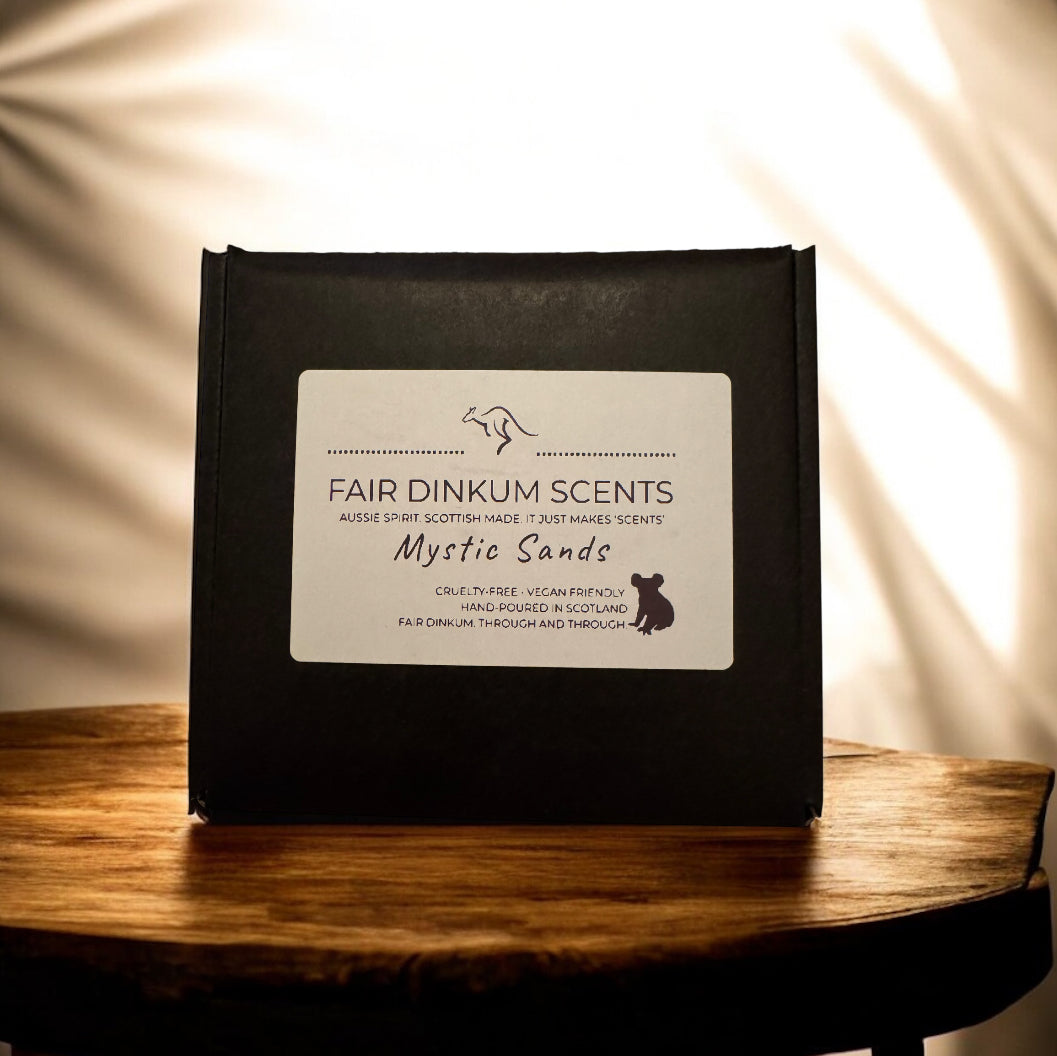 FAIR DINKUM SCENTS
AUSSIE SPIRIT. SCOTTISH MADE. IT JUST MAKES 'SCENTS'
Mystic Sands
CRUELTY-FREE · VEGAN FRIENDLY
HAND-POURED IN SCOTLAND
FAIR DINKUM. THROUGH AND THROUGH.